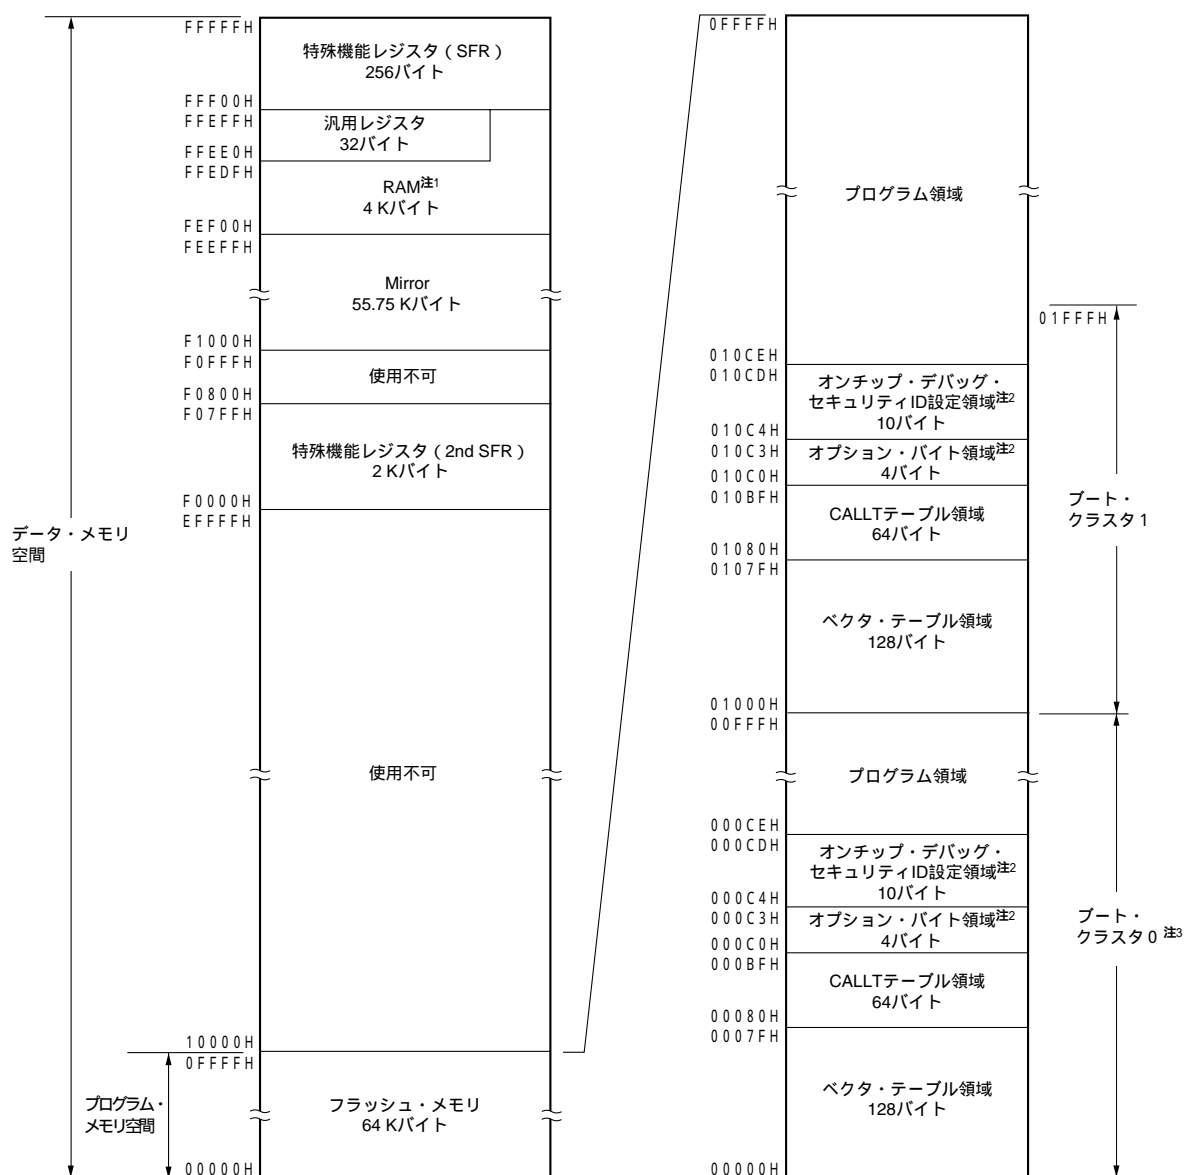 FFFFFH
特殊機能レジスタ（SFR）
256バイト
FFF00H
FFEFFH
汎用レジスタ
32バイト
FFEE0H
FFEDFH
RAM注1
4 Kバイト
FEF00H
FEEFFH
Mirror
55.75 Kバイト
F1000H
F0FFFH
使用不可
F0800H
F07FFH
特殊機能レジスタ（2nd SFR）
2 Kバイト
F0000H
EFFFFH
データ・メモリ
空間
使用不可
10000H
0FFFFH
プログラム・
メモリ空間
フラッシュ・メモリ
64 Kバイト
00000H
0FFFFH
プログラム領域
01FFFH
010CEH
010CDH
オンチップ・デバッグ・
セキュリティID設定領域注2
10バイト
010C4H
010C3H
オプション・バイト領域注2
4バイト
010C0H
010BFH
CALLTテーブル領域
64バイト
ブート・
クラスタ1
01080H
0107FH
ベクタ・テーブル領域
128バイト
01000H
00FFFH
プログラム領域
000CEH
000CDH
オンチップ・デバッグ・
セキュリティID設定領域注2
10バイト
000C4H
000C3H
オプション・バイト領域注2
4バイト
ブート・
クラスタ0 注3
000C0H
000BFH
CALLTテーブル領域
64バイト
00080H
0007FH
ベクタ・テーブル領域
128バイト
00000H